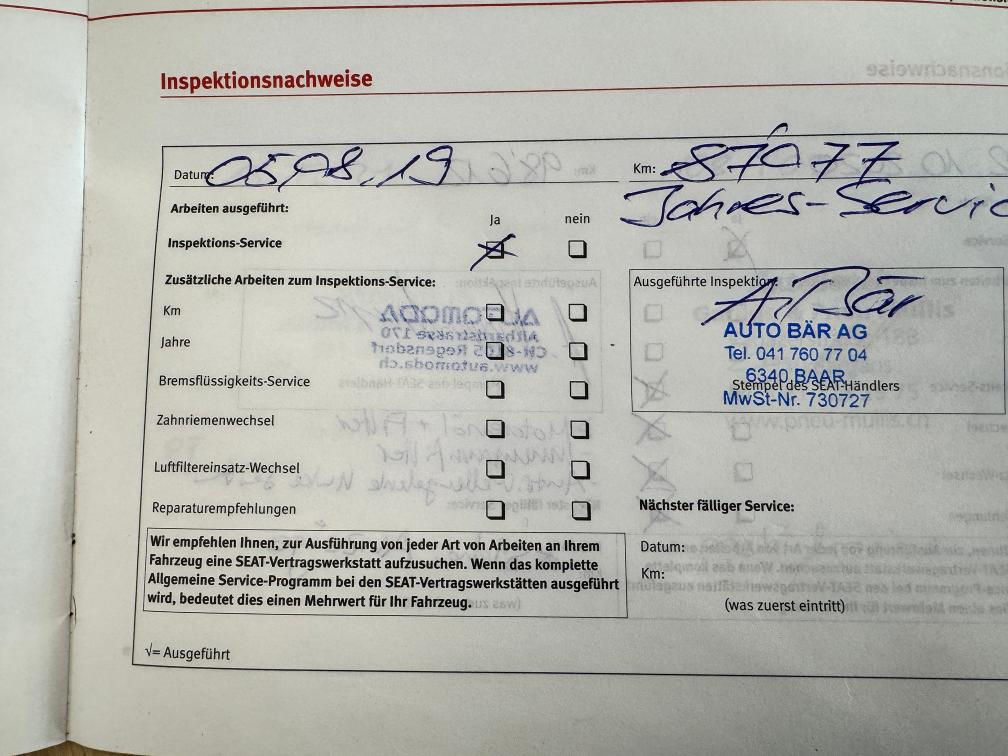 Inspektionsnachweise
Datum: 05.08.19 Km: 87077
Jahres-Servic
Arbeiten ausgeführt:
Ja nein
Inspektions-Service
Zusätzliche Arbeiten zum Inspektions-Service:
Km
Jahre
Bremsflüssigkeits-Service
Zahnriemenwechsel
Luftfiltereinsatz-Wechsel
Reparaturempfehlungen
Ausgeführte Inspektion:
A. Bär
AUTO BÄR AG
Tel. 041 760 77 04
6340 BAAR
Stempel des SEAT-Händlers
MwSt-Nr. 730727
Nächster fälliger Service:
Datum:
Km:
(was zuerst eintritt)
Wir empfehlen Ihnen, zur Ausführung von jeder Art von Arbeiten an Ihrem
Fahrzeug eine SEAT-Vertragswerkstatt aufzusuchen. Wenn das komplette
Allgemeine Service-Programm bei den SEAT-Vertragswerkstätten ausgeführt
wird, bedeutet dies einen Mehrwert für Ihr Fahrzeug.
√= Ausgeführt